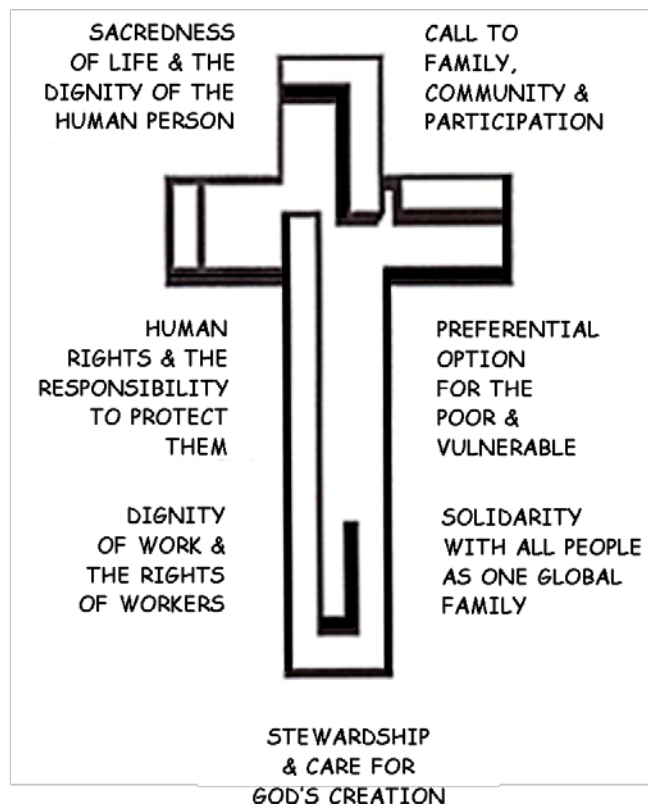 SACREDNESS
OF LIFE & THE
DIGNITY OF THE
HUMAN PERSON
CALL TO
FAMILY,
COMMUNITY &
PARTICIPATION
HUMAN
RIGHTS & THE
RESPONSIBILITY
TO PROTECT
THEM
PREFERENTIAL
OPTION
FOR THE
POOR &
VULNERABLE
DIGNITY
OF WORK &
THE RIGHTS
OF WORKERS
SOLIDARITY
WITH ALL PEOPLE
AS ONE GLOBAL
FAMILY
STEWARDSHIP
& CARE FOR
GOD'S CREATION